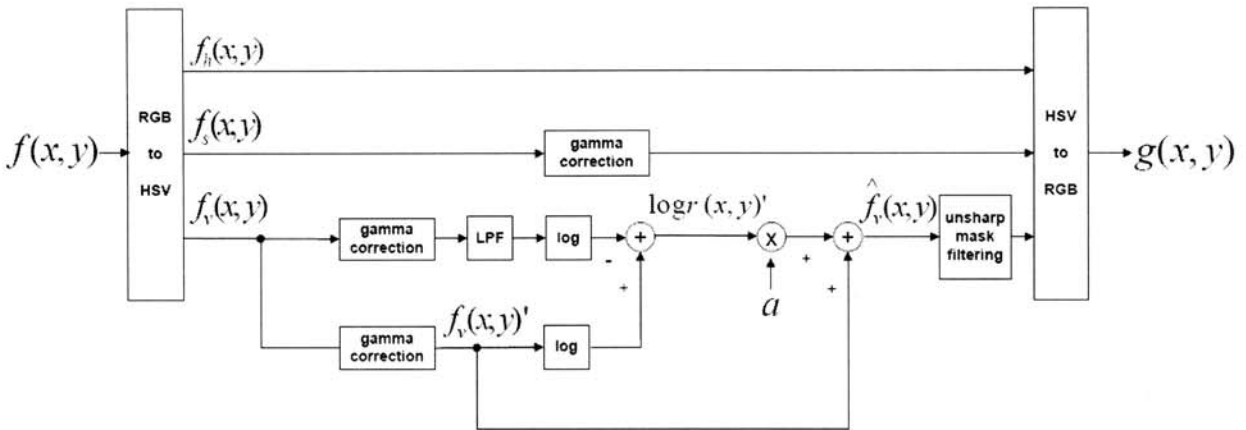 f_h(x,y)
RGB
to
HSV
f(x, y)
f_s(x,y)
gamma
correction
HSV
to
RGB
g(x, y)
f_v(x,y)
gamma
correction
LPF
log
+
-
+
logr (x, y)'
X
a
+
+
+
f̂_v(x,y)
unsharp
mask
filtering
gamma
correction
f_v(x,y)'
log